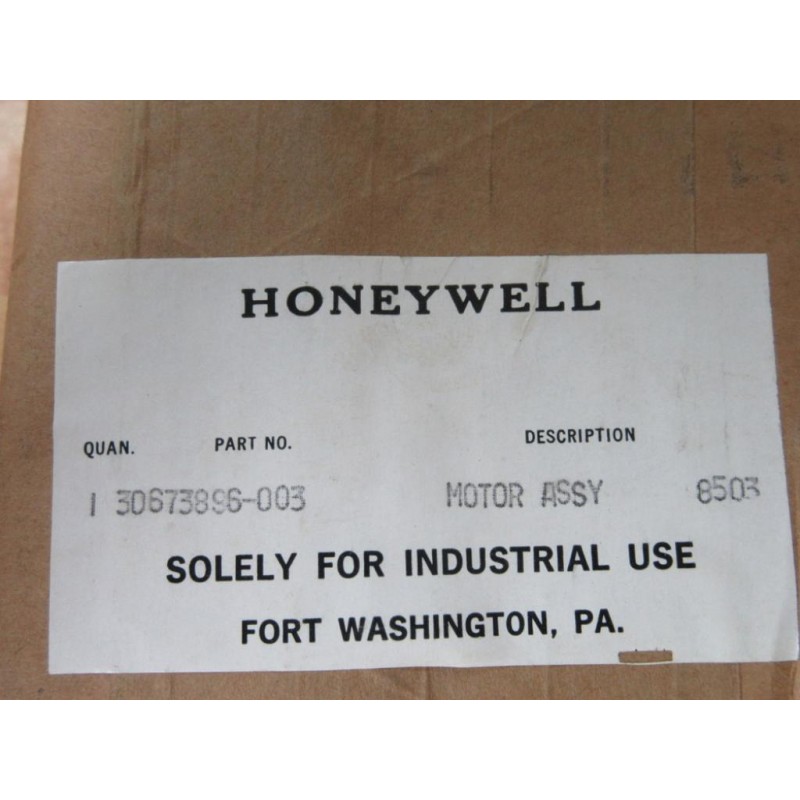 HONEYWELL
QUAN. PART NO. DESCRIPTION
1 30673896-003 MOTOR ASSY 8503
SOLELY FOR INDUSTRIAL USE
FORT WASHINGTON, PA.